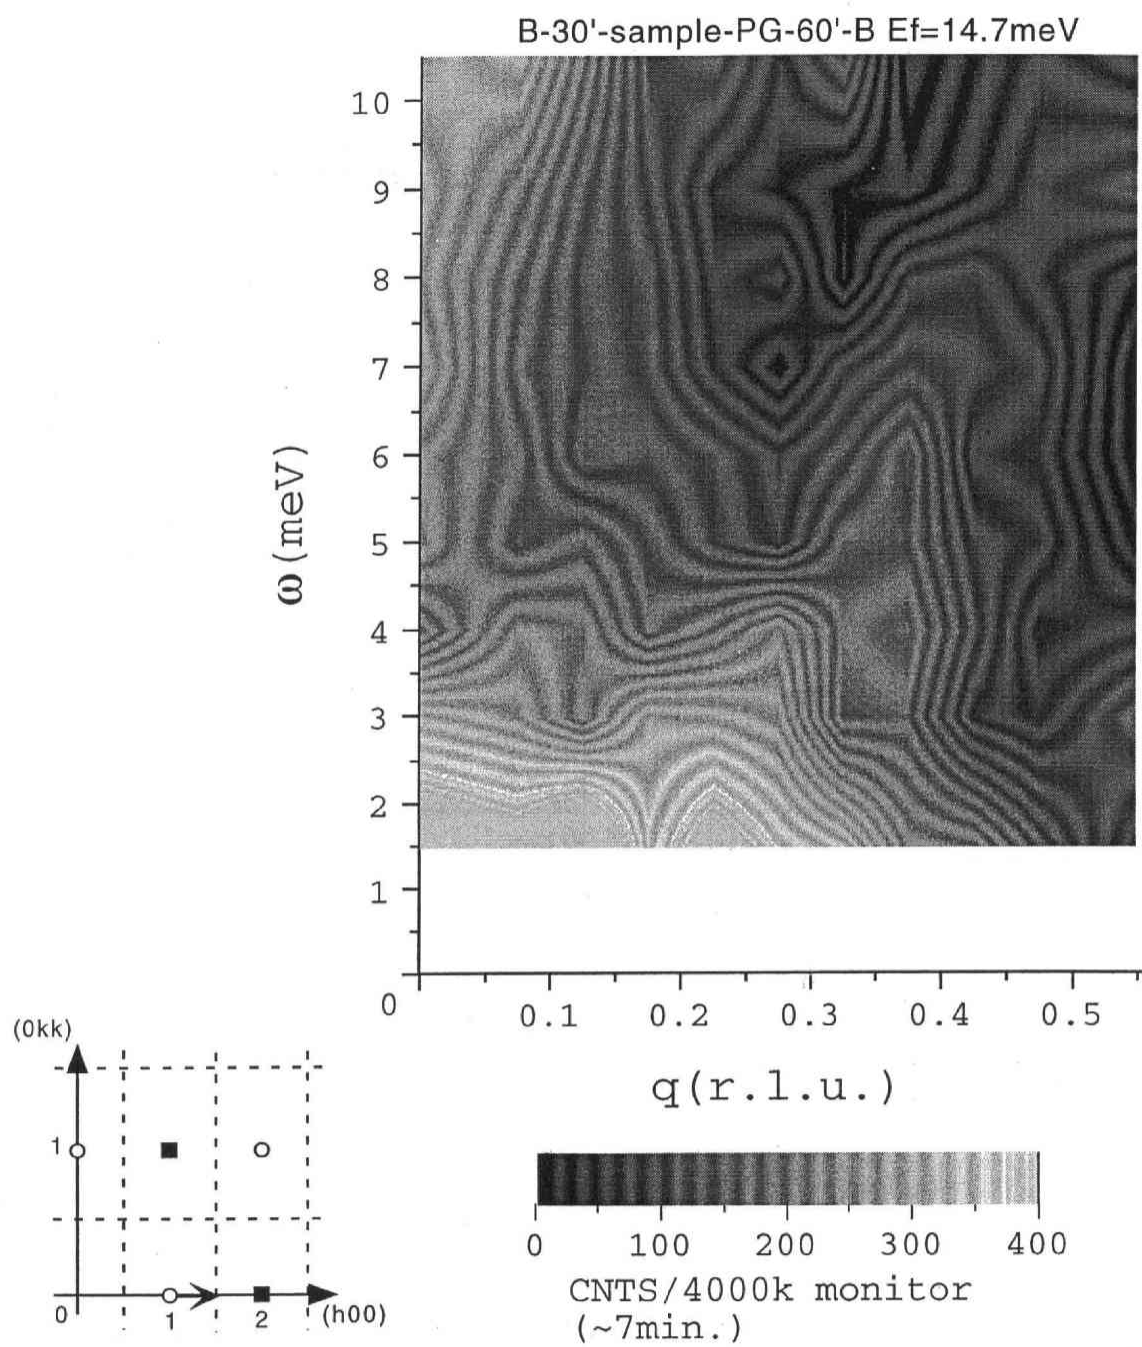 B-30'-sample-PG-60'-B Ef=14.7meV
10
9
8
7
6
5
4
3
2
1
0
ω(meV)
0.1 0.2 0.3 0.4 0.5
q(r.l.u.)
(0kk)
1
0 1 2 (h00)
0 100 200 300 400
CNTS/4000k monitor
(~7min.)